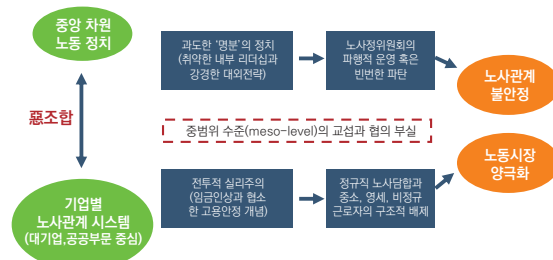 중앙 차원
노동 정치
과도한 '명분'의 정치
(취약한 내부 리더십과
강경한 대외전략)
노사정위원회의
파행적 운영 혹은
빈번한 파탄
노사관계
불안정
惡조합
중범위 수준(meso-level)의 교섭과 협의 부실
노동시장
양극화
기업별
노사관계 시스템
(대기업,공공부문 중심)
전투적 실리주의
(임금인상과 협소
한 고용안정 개념)
정규직 노사담합과
중소, 영세, 비정규
근로자의 구조적 배제